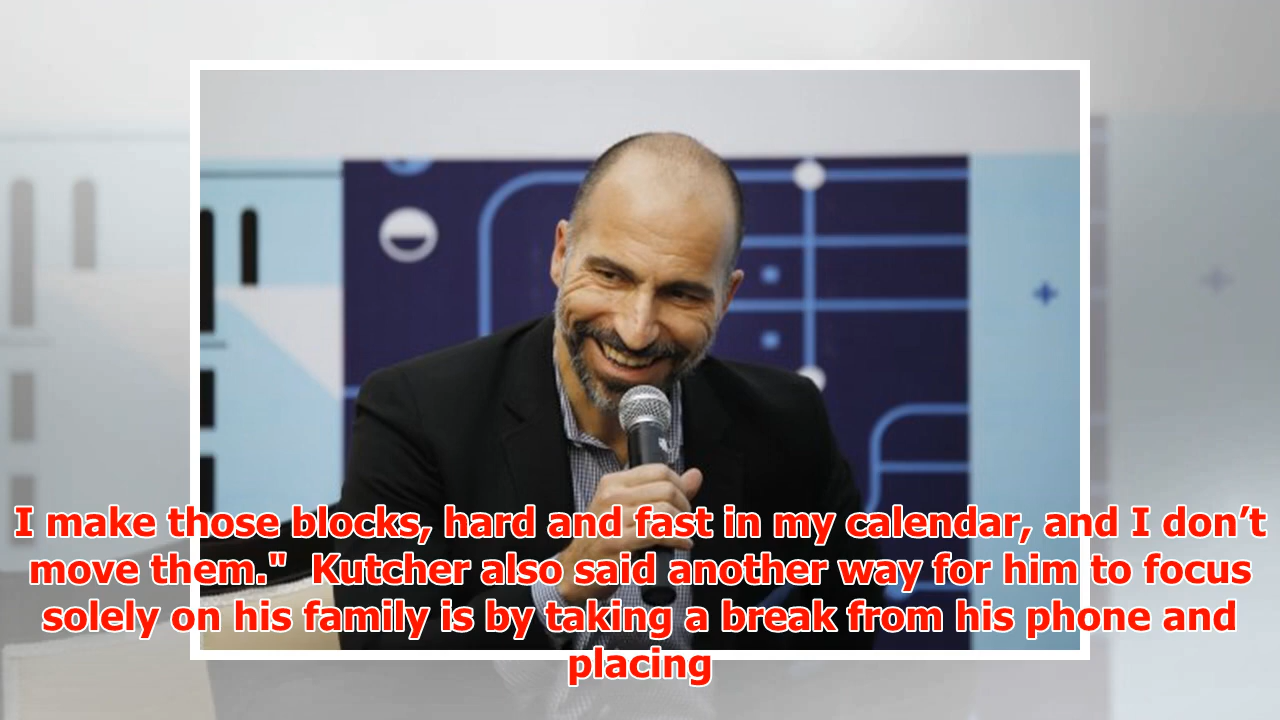 I make those blocks, hard and fast in my calendar, and I don’t
move them."  Kutcher also said another way for him to focus
solely on his family is by taking a break from his phone and
placing